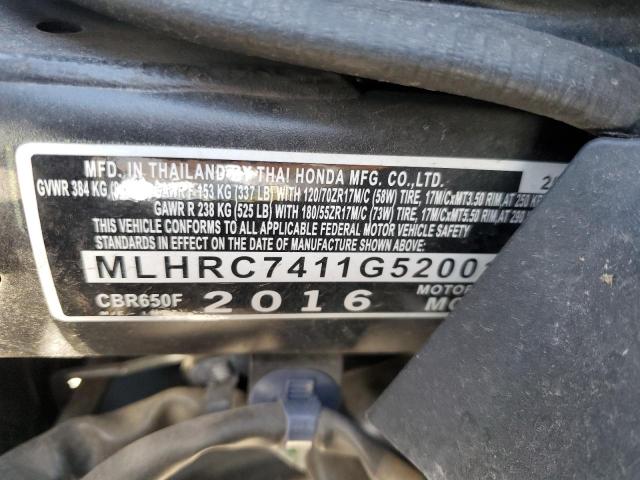 MFD. IN THAILAND BY THAI HONDA MFG. CO.,LTD.
GVWR 384 KG GAWR F 153 KG (337 LB) WITH 120/70ZR17M/C (58W) TIRE, 17M/CxMT3.50 RIM, AT 250
GAWR R 238 KG (525 LB) WITH 180/55ZR17M/C (73W) TIRE, 17M/CxMT5.50 RIM, AT 290
THIS VEHICLE CONFORMS TO ALL APPLICABLE FEDERAL MOTOR VEHICLE SAFETY
STANDARDS IN EFFECT ON THE DATE OF MANUFACTURE SHOWN ABOVE.
MLHRC7411G5200
CBR650F 2016 MOTOR